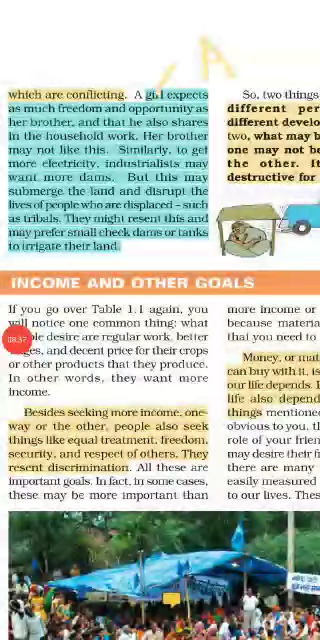 A
which are conflicting. A girl expects
as much freedom and opportunity as
her brother, and that he also shares
in the household work. Her brother
may not like this. Similarly, to get
more electricity, industrialists may
want more dams. But this may
submerge the land and disrupt the
lives of people who are displaced – such
as tribals. They might resent this and
may prefer small check dams or tanks
to irrigate their land.
So, two things
different per
different develo
two, what may b
one may not be
the other. It
destructive for
INCOME AND OTHER GOALS
If you go over Table 1.1 again, you
will notice one common thing: what
desire are regular work, better
and decent price for their crops
or other products that they produce.
In other words, they want more
income.
Besides seeking more income, one-
way or the other, people also seek
things like equal treatment, freedom,
security, and respect of others. They
resent discrimination. All these are
important goals. In fact, in some cases,
these may be more important than
more income or
because materia
that you need to
Money, or mat
can buy with it, is
our life depends.
life also depend
things mentione
obvious to you, th
role of your frien
may desire their fr
there are many
easily measured
to our lives. Thes